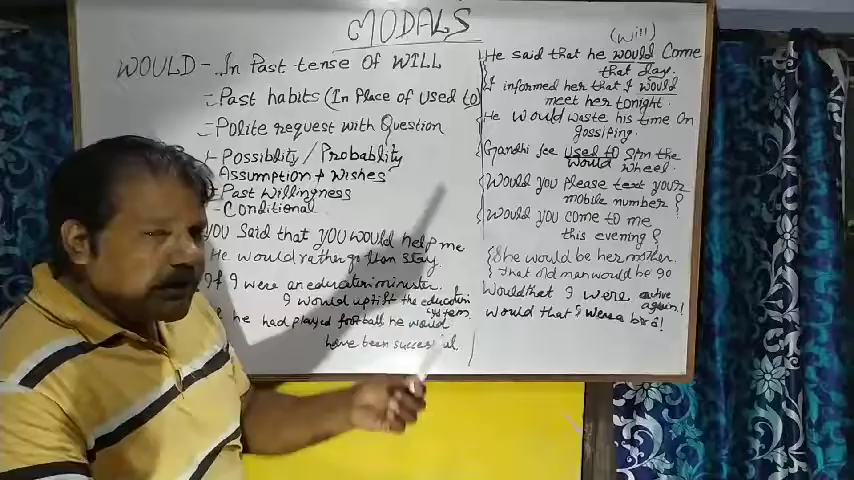 MODALS
WOULD - In Past tense OF WILL
Past habits (In Place of used to)
Polite request with Question
Possiblity / Probablity
Assumption + Wishes
Past Willingness
Conditional
You Said that you would help me
He would rather go than stay.
If I were an education minister.
I would uplift the education
system.
he had played football he would
have been successful.
(will)
He said that he would Come
that day.
I informed her that I would
meet her tonight.
He would waste his time on
gossiping.
Gandhi Jee used to Spin the
would wheel.
Would you please text your
mobile number?
Would you come to me
this evening?
She would be her mother.
That old man would be 90
Would that I were
again!
Would that I were a bird!